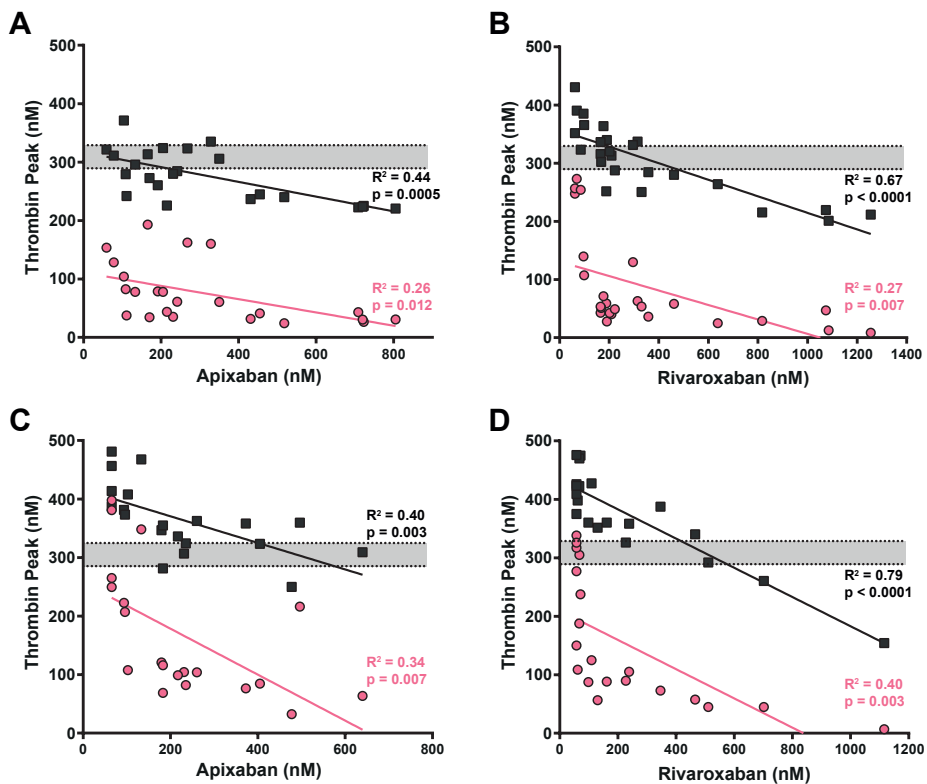 A
Thrombin Peak (nM)
500
400
300
200
100
0
R² = 0.44
p = 0.0005
R² = 0.26
p = 0.012
0 200 400 600 800
Apixaban (nM)
B
Thrombin Peak (nM)
500
400
300
200
100
0
R² = 0.67
p < 0.0001
R² = 0.27
p = 0.007
0 200 400 600 800 1000 1200 1400
Rivaroxaban (nM)
C
Thrombin Peak (nM)
500
400
300
200
100
0
R² = 0.40
p = 0.003
R² = 0.34
p = 0.007
0 200 400 600 800
Apixaban (nM)
D
Thrombin Peak (nM)
500
400
300
200
100
0
R² = 0.79
p < 0.0001
R² = 0.40
p = 0.003
0 200 400 600 800 1000 1200
Rivaroxaban (nM)